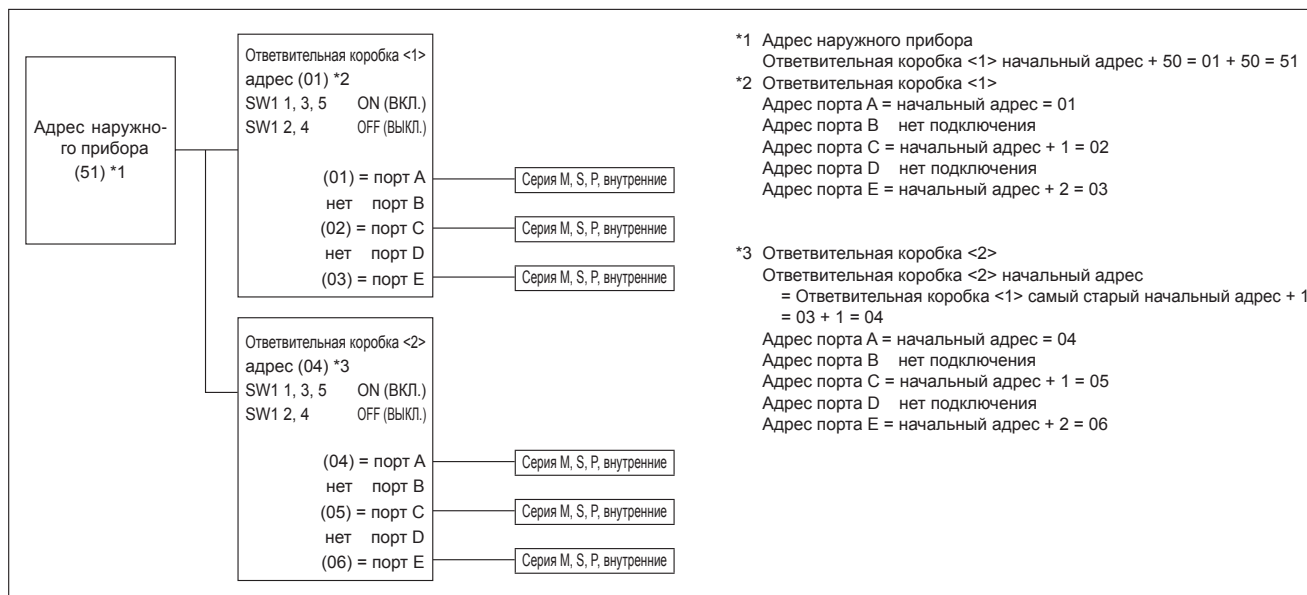 Адрес наружно-
го прибора
(51) *1
Ответвительная коробка <1>
адрес (01) *2
SW1 1, 3, 5 ON (ВКЛ.)
SW1 2, 4 OFF (ВЫКЛ.)
(01) = порт A
нет порт B
(02) = порт C
нет порт D
(03) = порт E
Серия M, S, P, внутренние
Серия M, S, P, внутренние
Серия M, S, P, внутренние
Ответвительная коробка <2>
адрес (04) *3
SW1 1, 3, 5 ON (ВКЛ.)
SW1 2, 4 OFF (ВЫКЛ.)
(04) = порт A
нет порт B
(05) = порт C
нет порт D
(06) = порт E
Серия M, S, P, внутренние
Серия M, S, P, внутренние
Серия M, S, P, внутренние
*1 Адрес наружного прибора
Ответвительная коробка <1> начальный адрес + 50 = 01 + 50 = 51
*2 Ответвительная коробка <1>
Адрес порта A = начальный адрес = 01
Адрес порта B нет подключения
Адрес порта C = начальный адрес + 1 = 02
Адрес порта D нет подключения
Адрес порта E = начальный адрес + 2 = 03
*3 Ответвительная коробка <2>
Ответвительная коробка <2> начальный адрес
= Ответвительная коробка <1> самый старый начальный адрес + 1
= 03 + 1 = 04
Адрес порта A = начальный адрес = 04
Адрес порта B нет подключения
Адрес порта C = начальный адрес + 1 = 05
Адрес порта D нет подключения
Адрес порта E = начальный адрес + 2 = 06